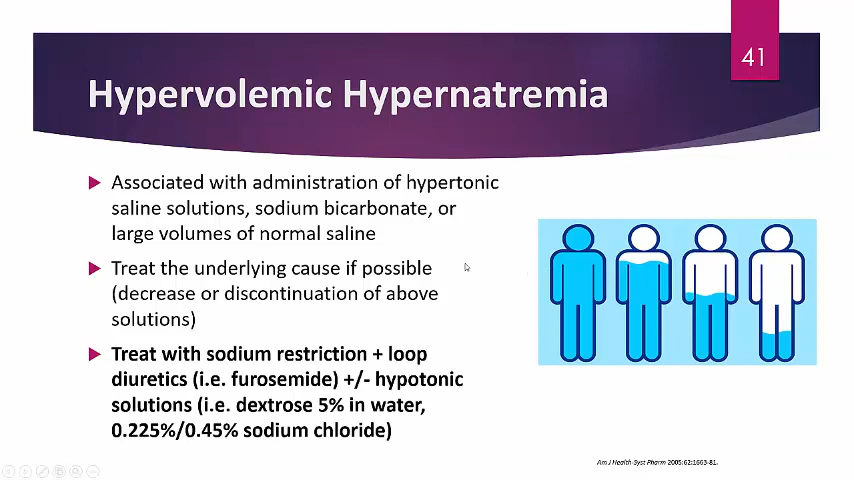 41
Hypervolemic Hypernatremia
Associated with administration of hypertonic
saline solutions, sodium bicarbonate, or
large volumes of normal saline
Treat the underlying cause if possible
(decrease or discontinuation of above
solutions)
Treat with sodium restriction + loop
diuretics (i.e. furosemide) +/- hypotonic
solutions (i.e. dextrose 5% in water,
0.225%/0.45% sodium chloride)
Am J Health-Syst Pharm 2005:62:1663-81.